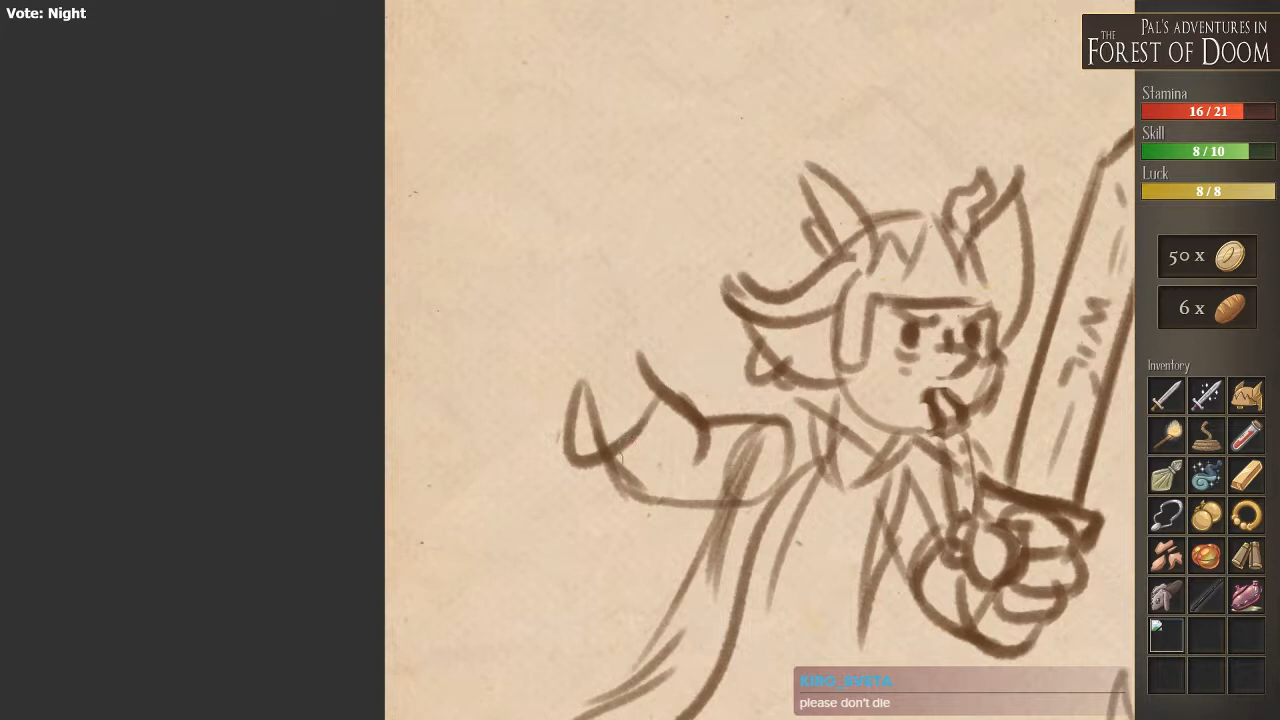 Vote: Night
PAL'S ADVENTURES IN
THE FOREST OF DOOM
Stamina
16 / 21
Skill
8 / 10
Luck
8 / 8
50 x
6 x
Inventory
KIRO_SVETA
please don't die